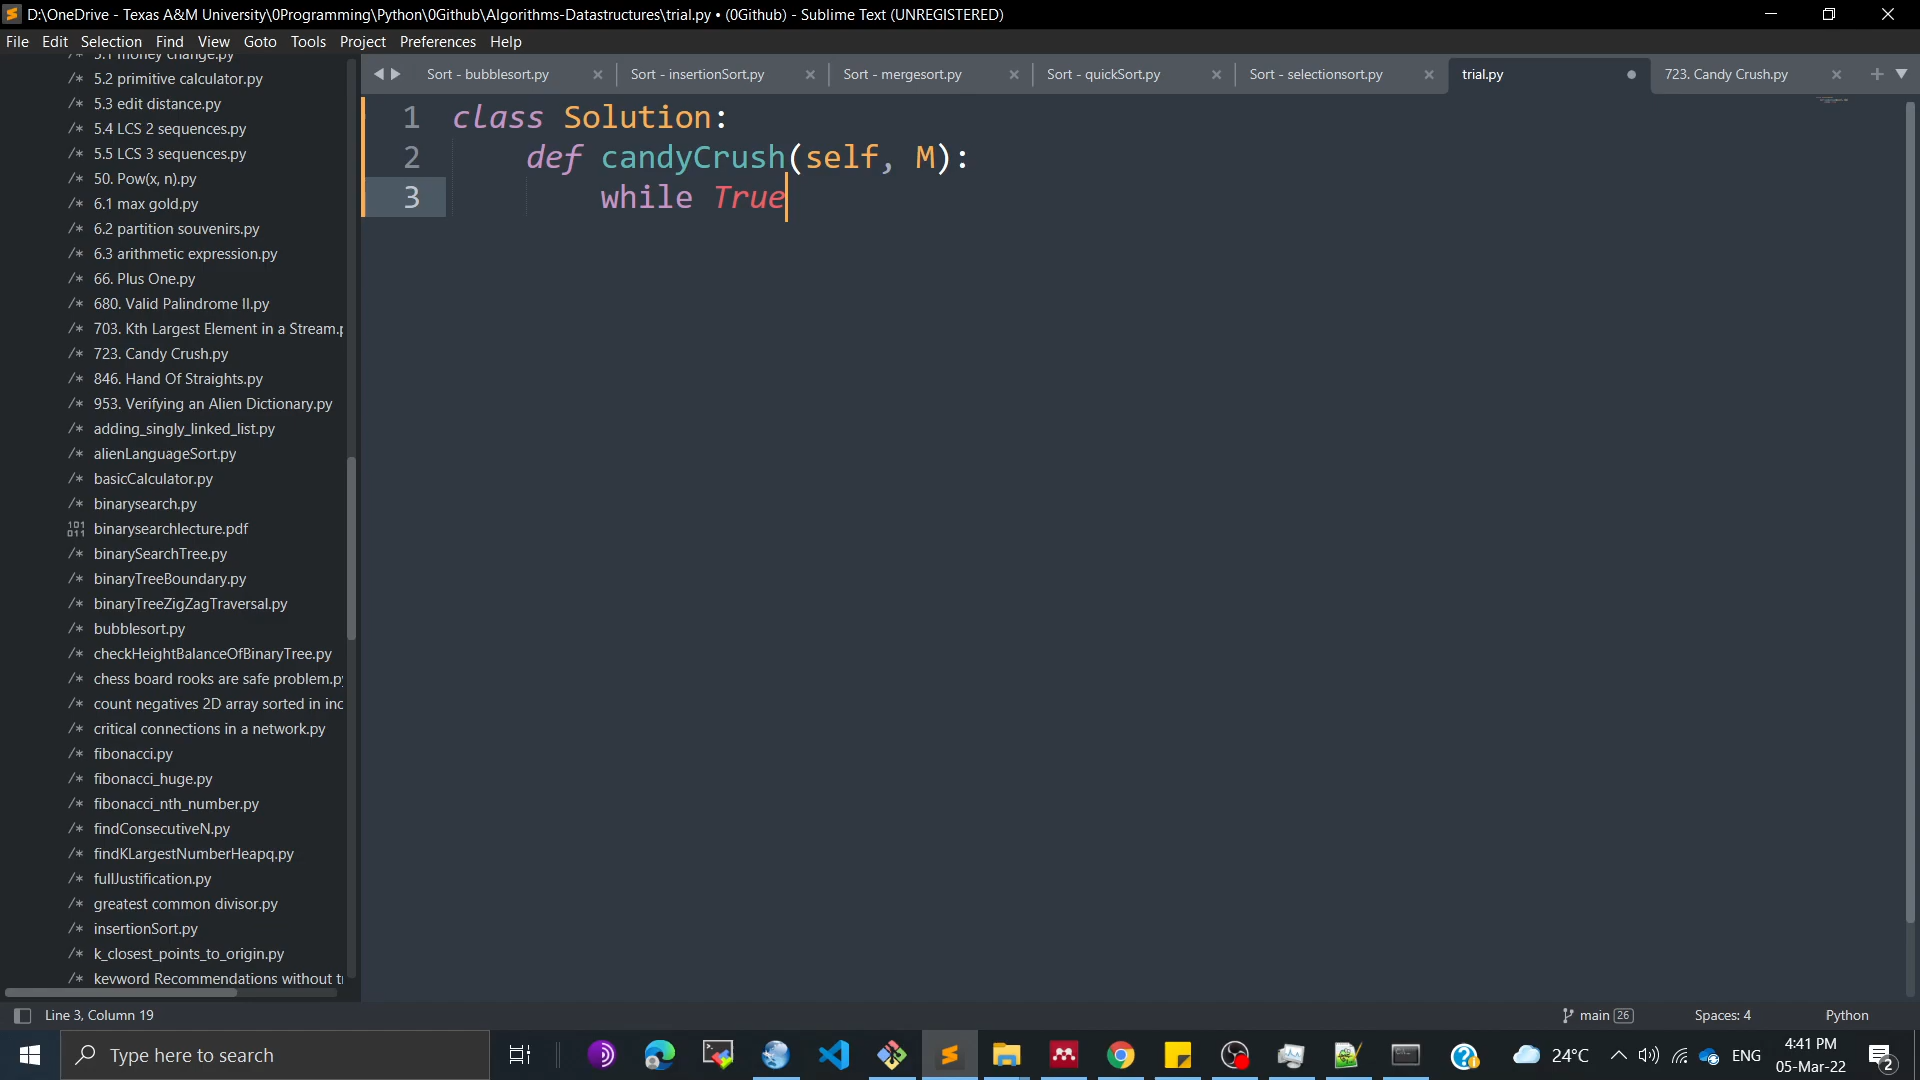 D:\OneDrive - Texas A&M University\0Programming\Python\0Github\Algorithms-Datastructures\trial.py • (0Github) - Sublime Text (UNREGISTERED)
File Edit Selection Find View Goto Tools Project Preferences Help
5.1 money change.py
5.2 primitive calculator.py
5.3 edit distance.py
5.4 LCS 2 sequences.py
5.5 LCS 3 sequences.py
50. Pow(x, n).py
6.1 max gold.py
6.2 partition souvenirs.py
6.3 arithmetic expression.py
66. Plus One.py
680. Valid Palindrome II.py
703. Kth Largest Element in a Stream.p
723. Candy Crush.py
846. Hand Of Straights.py
953. Verifying an Alien Dictionary.py
adding_singly_linked_list.py
alienLanguageSort.py
basicCalculator.py
binarysearch.py
binarysearchlecture.pdf
binarySearchTree.py
binaryTreeBoundary.py
binaryTreeZigZagTraversal.py
bubblesort.py
checkHeightBalanceOfBinaryTree.py
chess board rooks are safe problem.py
count negatives 2D array sorted in inc
critical connections in a network.py
fibonacci.py
fibonacci_huge.py
fibonacci_nth_number.py
findConsecutiveN.py
findKLargestNumberHeapq.py
fullJustification.py
greatest common divisor.py
insertionSort.py
k_closest_points_to_origin.py
keyword Recommendations without t
Sort - bubblesort.py Sort - insertionSort.py Sort - mergesort.py Sort - quickSort.py Sort - selectionsort.py trial.py 723. Candy Crush.py
1 class Solution:
2 def candyCrush(self, M):
3 while True
Line 3, Column 19 main 26 Spaces: 4 Python
Type here to search 24°C ENG 4:41 PM
05-Mar-22 2